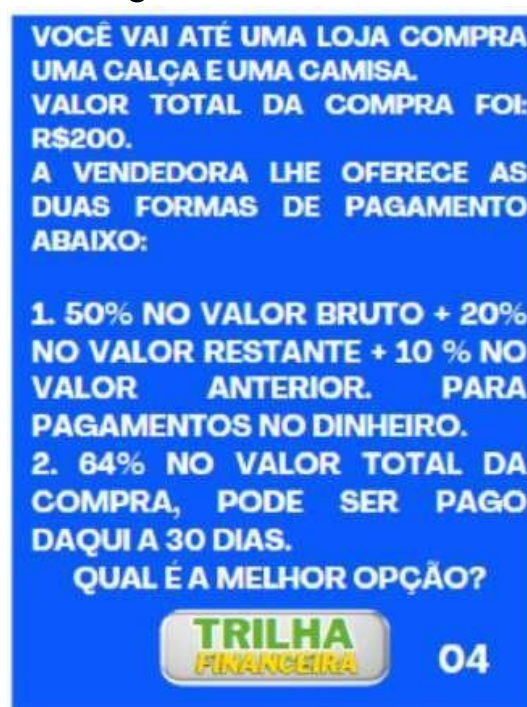 VOCÊ VAI ATÉ UMA LOJA COMPRA
UMA CALÇA E UMA CAMISA.
VALOR TOTAL DA COMPRA FOI:
R$200.
A VENDEDORA LHE OFERECE AS
DUAS FORMAS DE PAGAMENTO
ABAIXO:
1. 50% NO VALOR BRUTO + 20%
NO VALOR RESTANTE + 10 % NO
VALOR ANTERIOR. PARA
PAGAMENTOS NO DINHEIRO.
2. 64% NO VALOR TOTAL DA
COMPRA, PODE SER PAGO
DAQUI A 30 DIAS.
QUAL É A MELHOR OPÇÃO?
TRILHA
FINANCEIRA
04